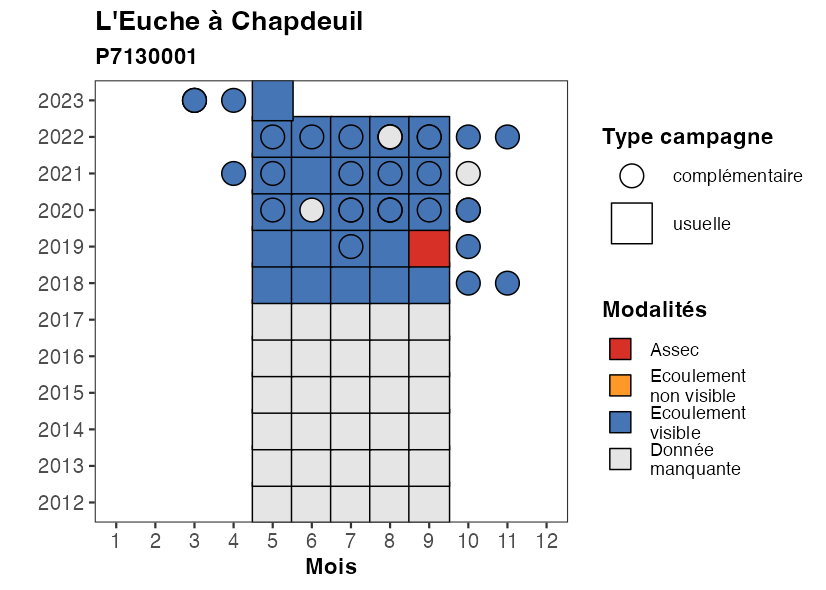 L'Euche à Chapdeuil
P7130001
2023
2022
2021
2020
2019
2018
2017
2016
2015
2014
2013
2012
1 2 3 4 5 6 7 8 9 10 11 12
Mois
Type campagne
complémentaire
usuelle
Modalités
Assec
Ecoulement
non visible
Ecoulement
visible
Donnée
manquante